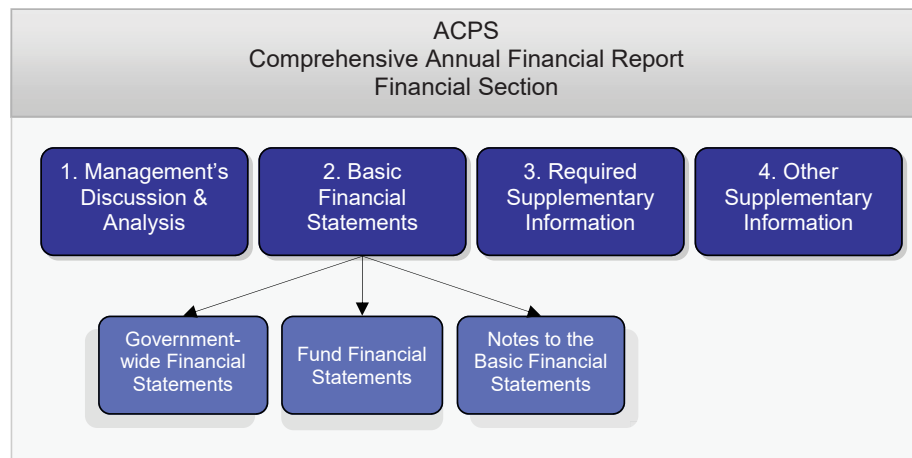 ACPS
Comprehensive Annual Financial Report
Financial Section
1. Management’s
Discussion &
Analysis
2. Basic
Financial
Statements
3. Required
Supplementary
Information
4. Other
Supplementary
Information
Government-
wide Financial
Statements
Fund Financial
Statements
Notes to the
Basic Financial
Statements